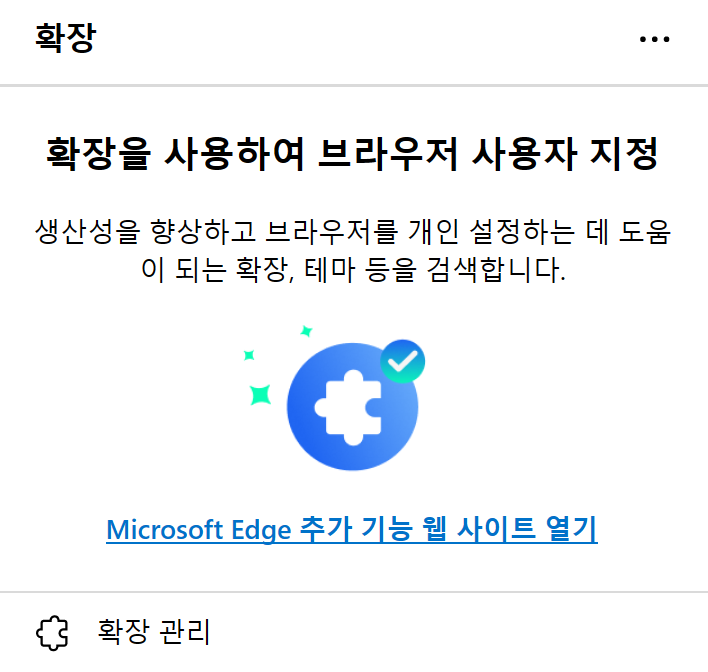 확장
확장을 사용하여 브라우저 사용자 지정
생산성을 향상하고 브라우저를 개인 설정하는 데 도움
이 되는 확장, 테마 등을 검색합니다.
Microsoft Edge 추가 기능 웹 사이트 열기
확장 관리